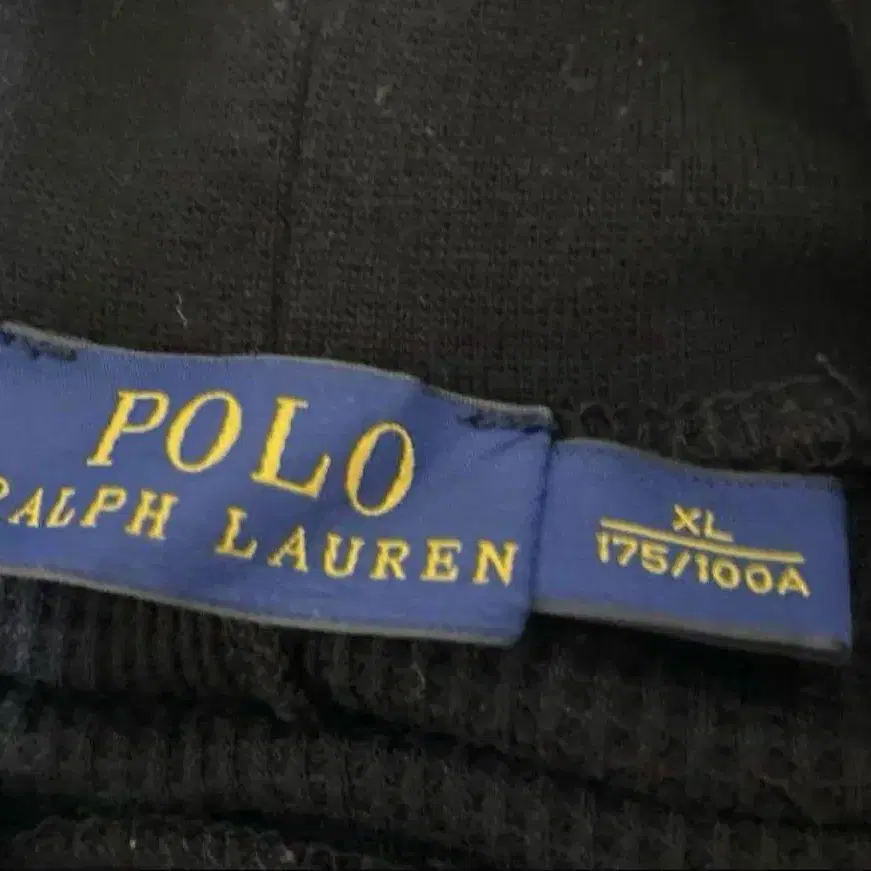 POLO
RALPH LAUREN
XL
175/100A